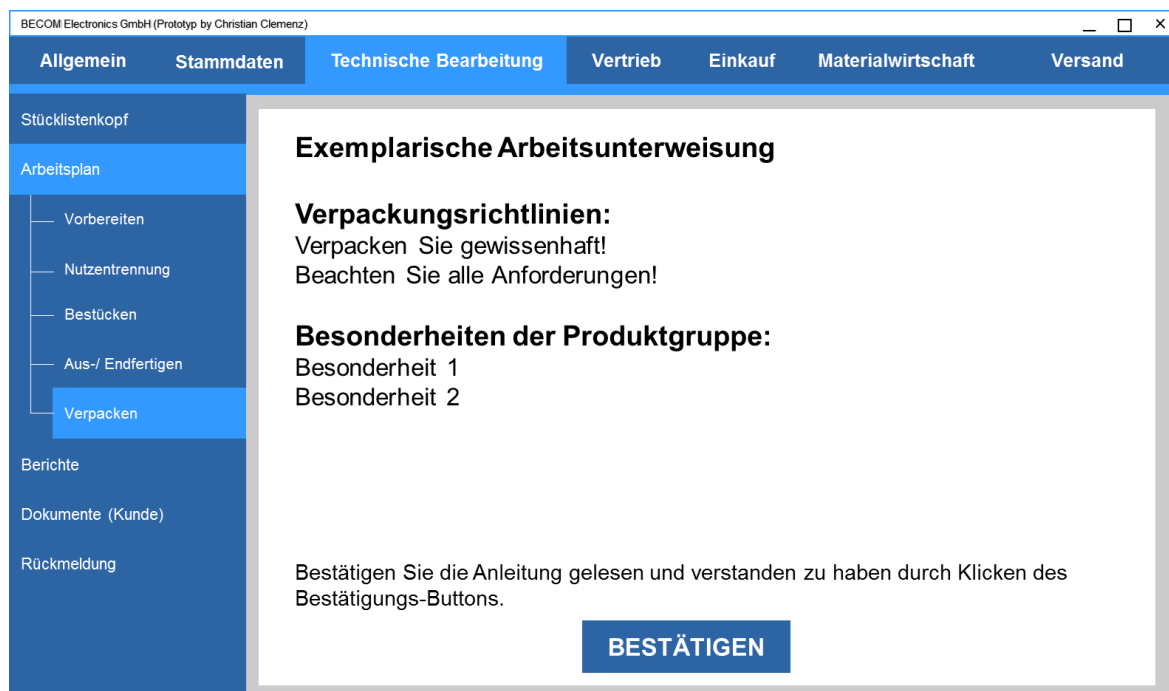 BECOM Electronics GmbH (Prototyp by Christian Clemenz)
Allgemein Stammdaten Technische Bearbeitung Vertrieb Einkauf Materialwirtschaft Versand
Stücklistenkopf
Arbeitsplan
Vorbereiten
Nutzentrennung
Bestücken
Aus-/ Endfertigen
Verpacken
Berichte
Dokumente (Kunde)
Rückmeldung
Exemplarische Arbeitsunterweisung
Verpackungsrichtlinien:
Verpacken Sie gewissenhaft!
Beachten Sie alle Anforderungen!
Besonderheiten der Produktgruppe:
Besonderheit 1
Besonderheit 2
Bestätigen Sie die Anleitung gelesen und verstanden zu haben durch Klicken des
Bestätigungs-Buttons.
BESTÄTIGEN